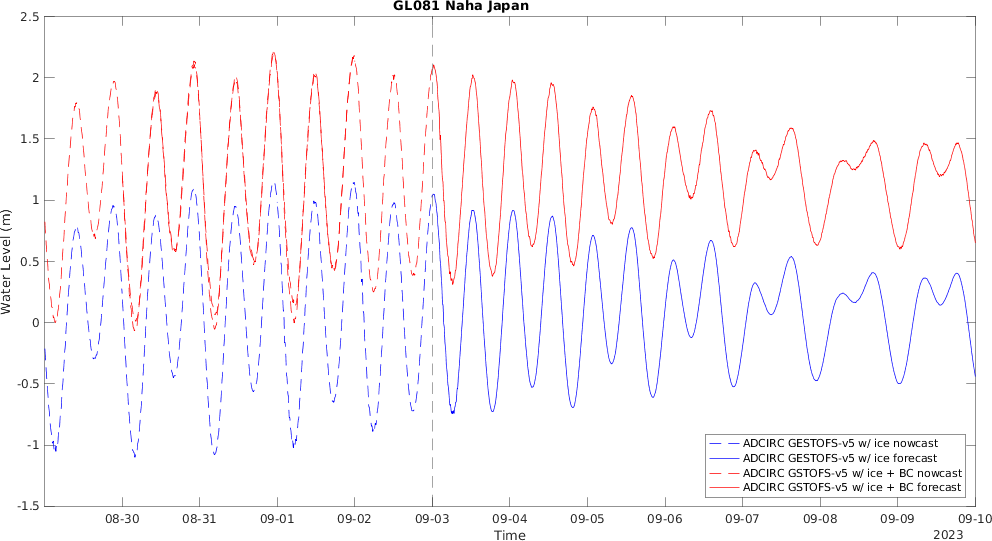 GL081 Naha Japan
2.5
2
1.5
1
0.5
0
-0.5
-1
-1.5
Water Level (m)
ADCIRC GESTOFS-v5 w/ ice nowcast
ADCIRC GESTOFS-v5 w/ ice forecast
ADCIRC GSTOFS-v5 w/ ice + BC nowcast
ADCIRC GSTOFS-v5 w/ ice + BC forecast
08-30 08-31 09-01 09-02 09-03 09-04 09-05 09-06 09-07 09-08 09-09 09-10
Time
2023